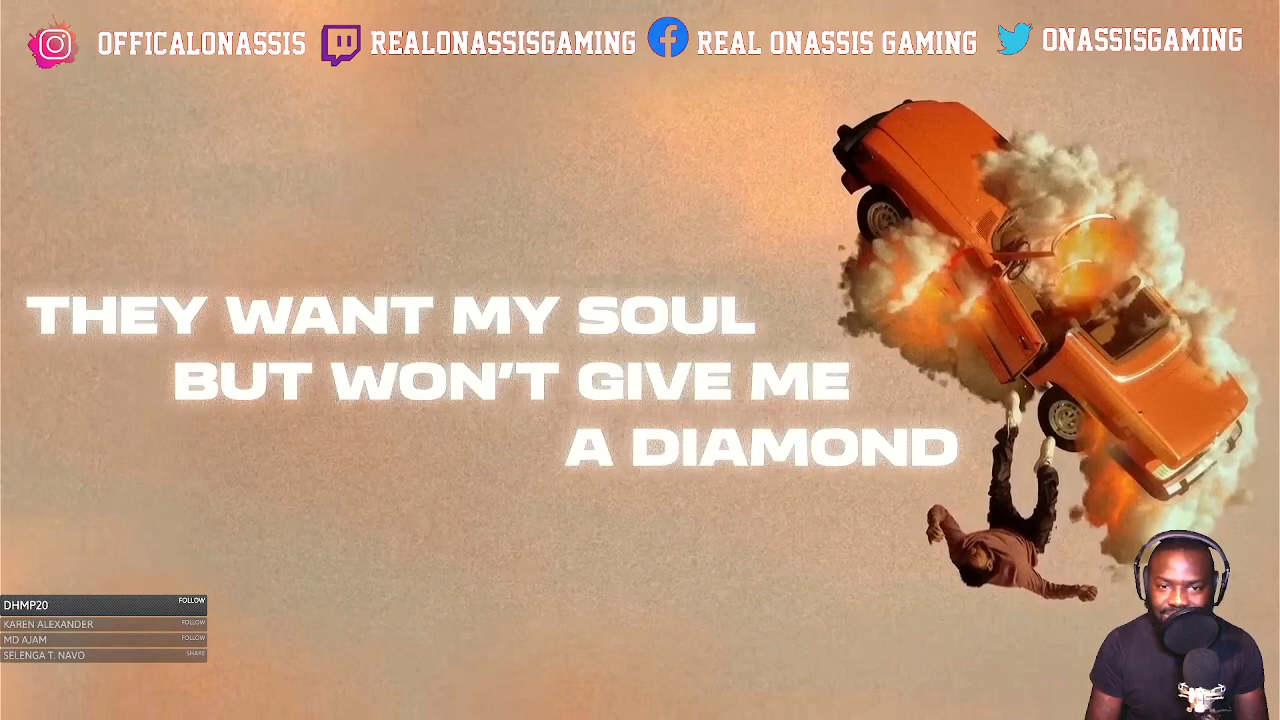 OFFICALONASSIS REALONASSISGAMING REAL ONASSIS GAMING ONASSISGAMING
THEY WANT MY SOUL
BUT WON'T GIVE ME
A DIAMOND
DHMP20 FOLLOW
KAREN ALEXANDER FOLLOW
MD AJAM FOLLOW
SELENGA T. NAVO SHARE